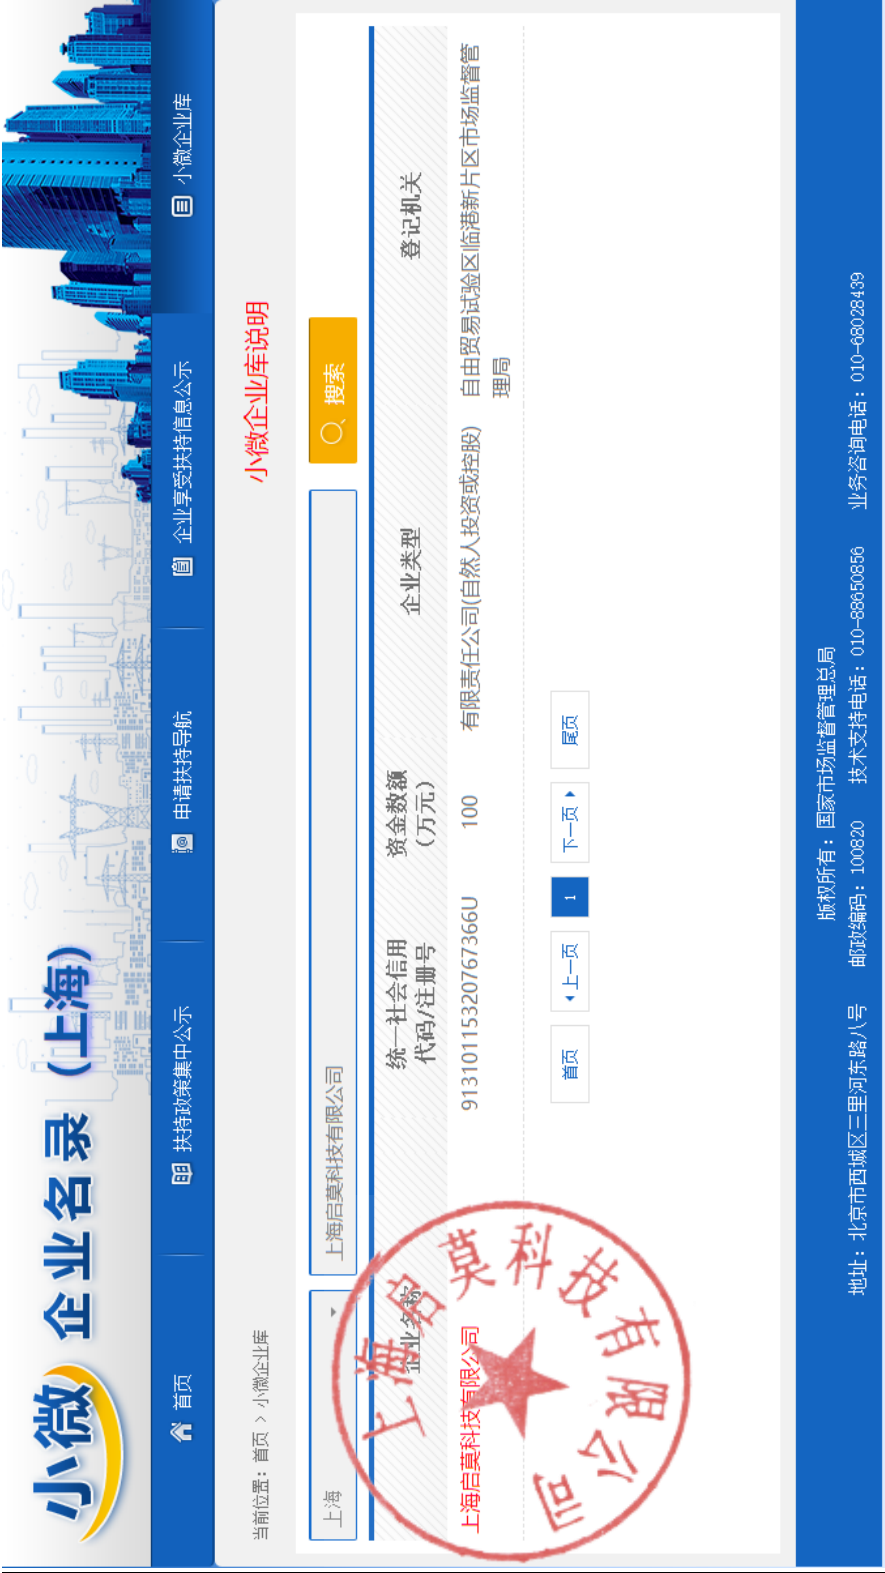 小微企业名录(上海)
首页
扶持政策集中公示
申请扶持导航
企业享受扶持信息公示
小微企业库
当前位置：首页 > 小微企业库
小微企业库说明
上海
上海启莫科技有限公司
搜索
企业名称
统一社会信用
代码/注册号
资金数额
(万元)
企业类型
登记机关
上海启莫科技有限公司
91310115320767366U
100
有限责任公司(自然人投资或控股)
自由贸易试验区临港新片区市场监督管
理局
上海启莫科技有限公司
首页
上一页
1
下一页
尾页
版权所有：国家市场监督管理总局
地址：北京市西城区三里河东路八号 邮政编码：100820 技术支持电话：010-88650856 业务咨询电话：010-68028439